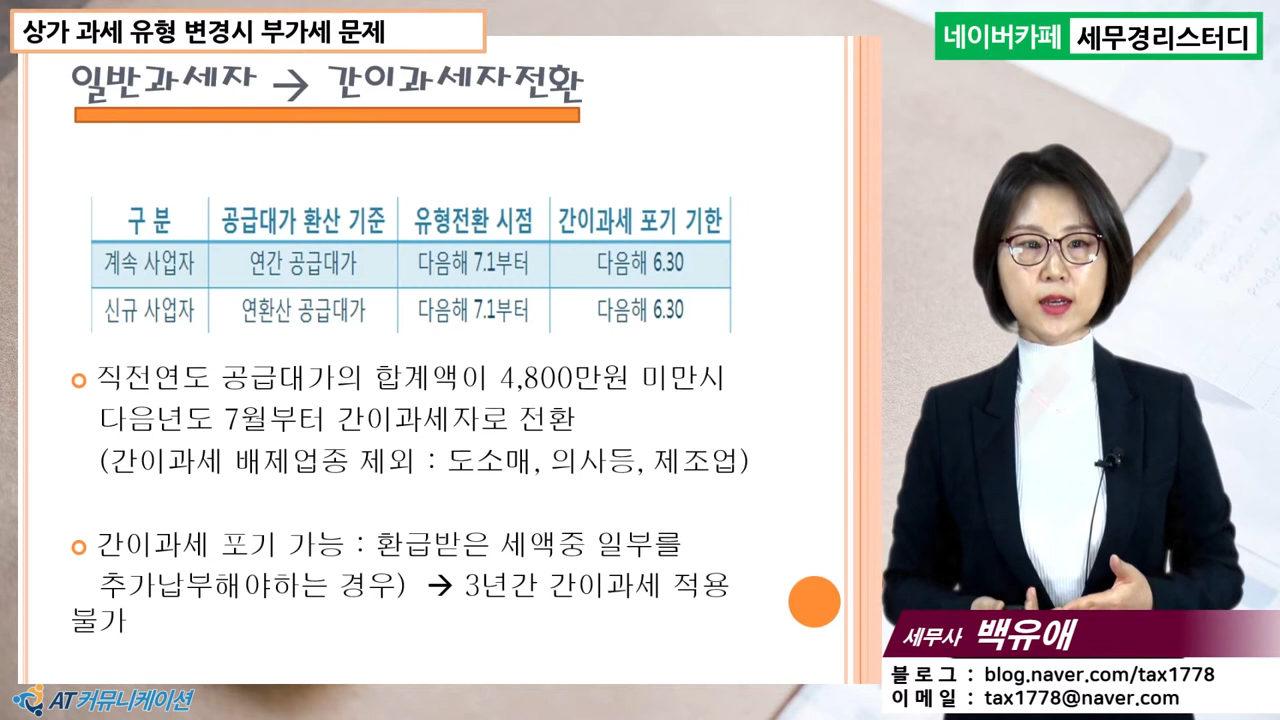 상가 과세 유형 변경시 부가세 문제
네이버카페 세무경리스터디
일반과세자 → 간이과세자전환
구 분 공급대가 환산 기준 유형전환 시점 간이과세 포기 기한
계속 사업자 연간 공급대가 다음해 7.1부터 다음해 6.30
신규 사업자 연환산 공급대가 다음해 7.1부터 다음해 6.30
직전연도 공급대가의 합계액이 4,800만원 미만시
다음년도 7월부터 간이과세자로 전환
(간이과세 배제업종 제외 : 도소매, 의사등, 제조업)
간이과세 포기 가능 : 환급받은 세액중 일부를
추가납부해야하는 경우) → 3년간 간이과세 적용
불가
세무사 백유애
블로그 : blog.naver.com/tax1778
이메일 : tax1778@naver.com
AT커뮤니케이션